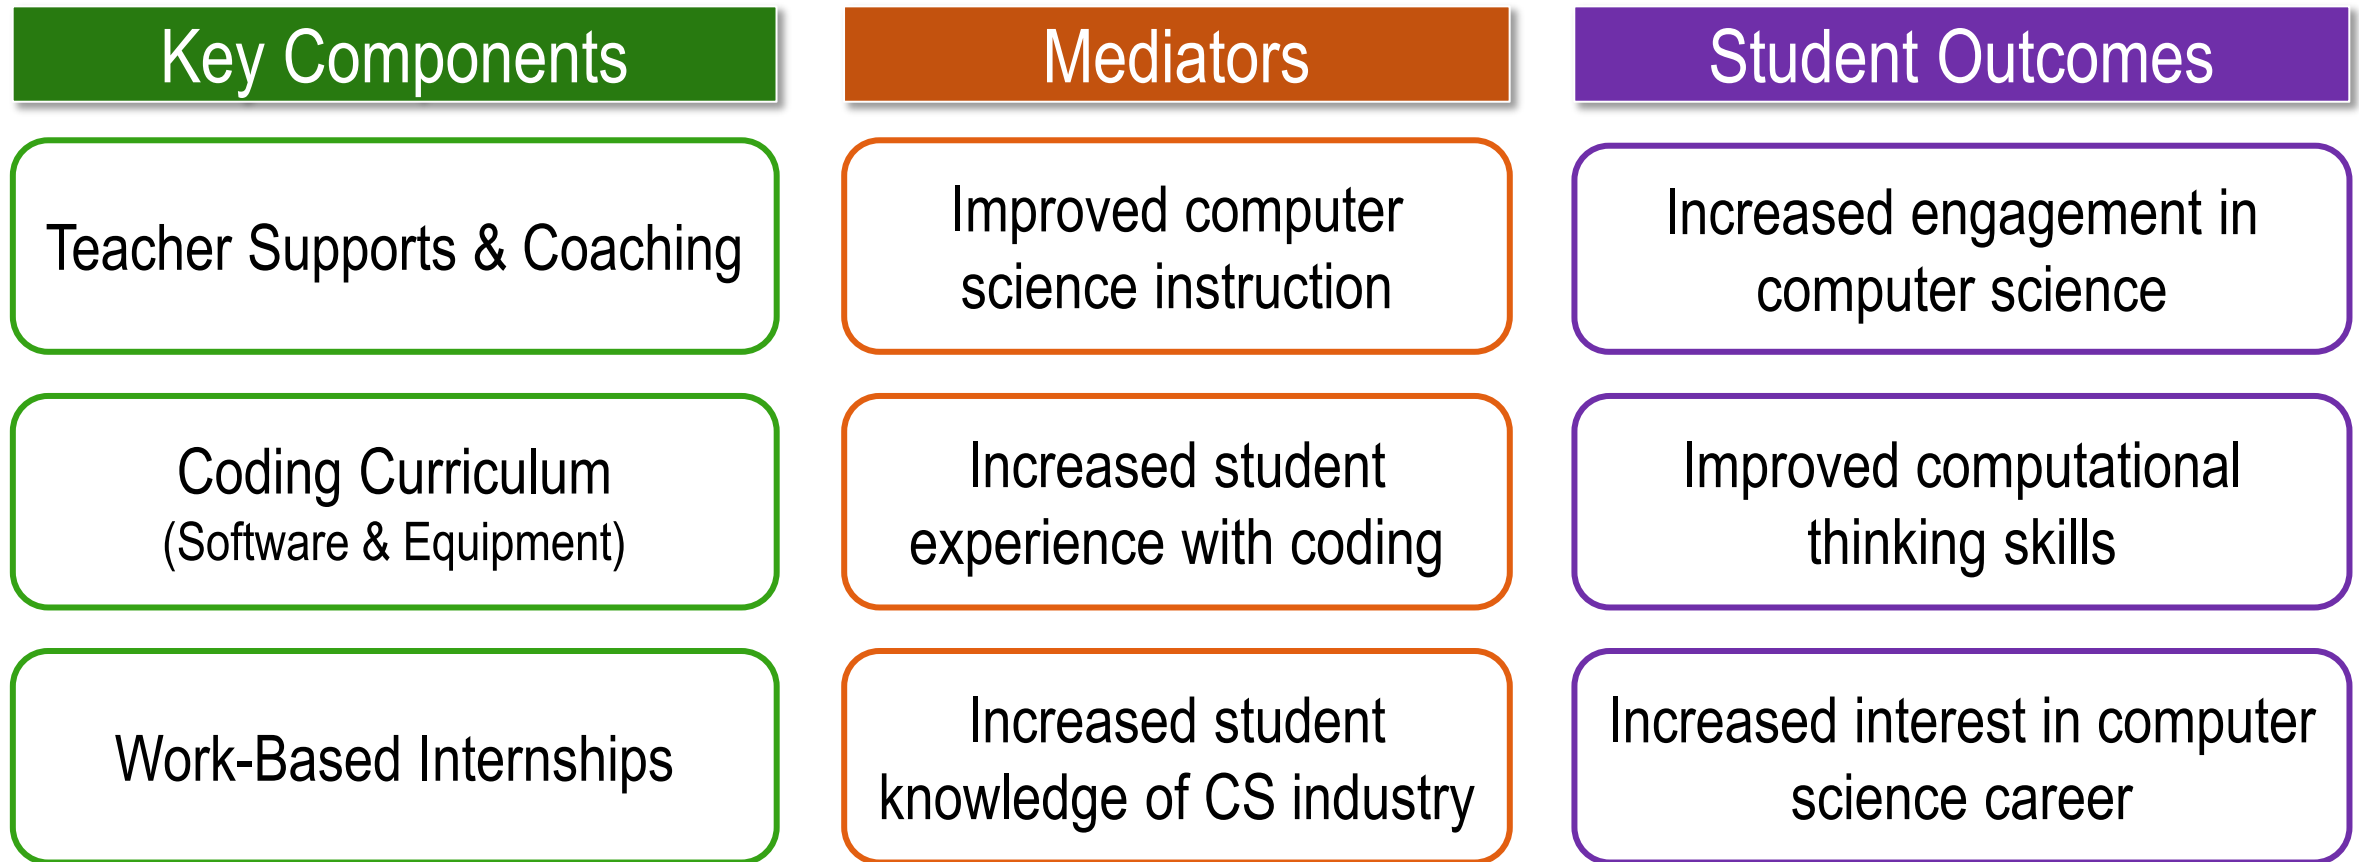 Key Components
Mediators
Student Outcomes
Teacher Supports & Coaching
Improved computer
science instruction
Increased engagement in
computer science
Coding Curriculum
(Software & Equipment)
Increased student
experience with coding
Improved computational
thinking skills
Work-Based Internships
Increased student
knowledge of CS industry
Increased interest in computer
science career